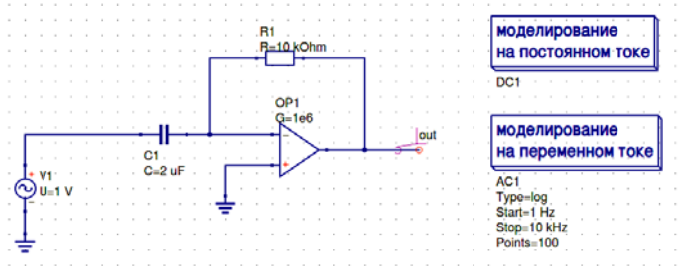 R1
R=10 kOhm
OP1
G=1e6
out
C1
C=2 uF
V1
U=1 V
моделирование
на постоянном токе
DC1
моделирование
на переменном токе
AC1
Type=log
Start=1 Hz
Stop=10 kHz
Points=100